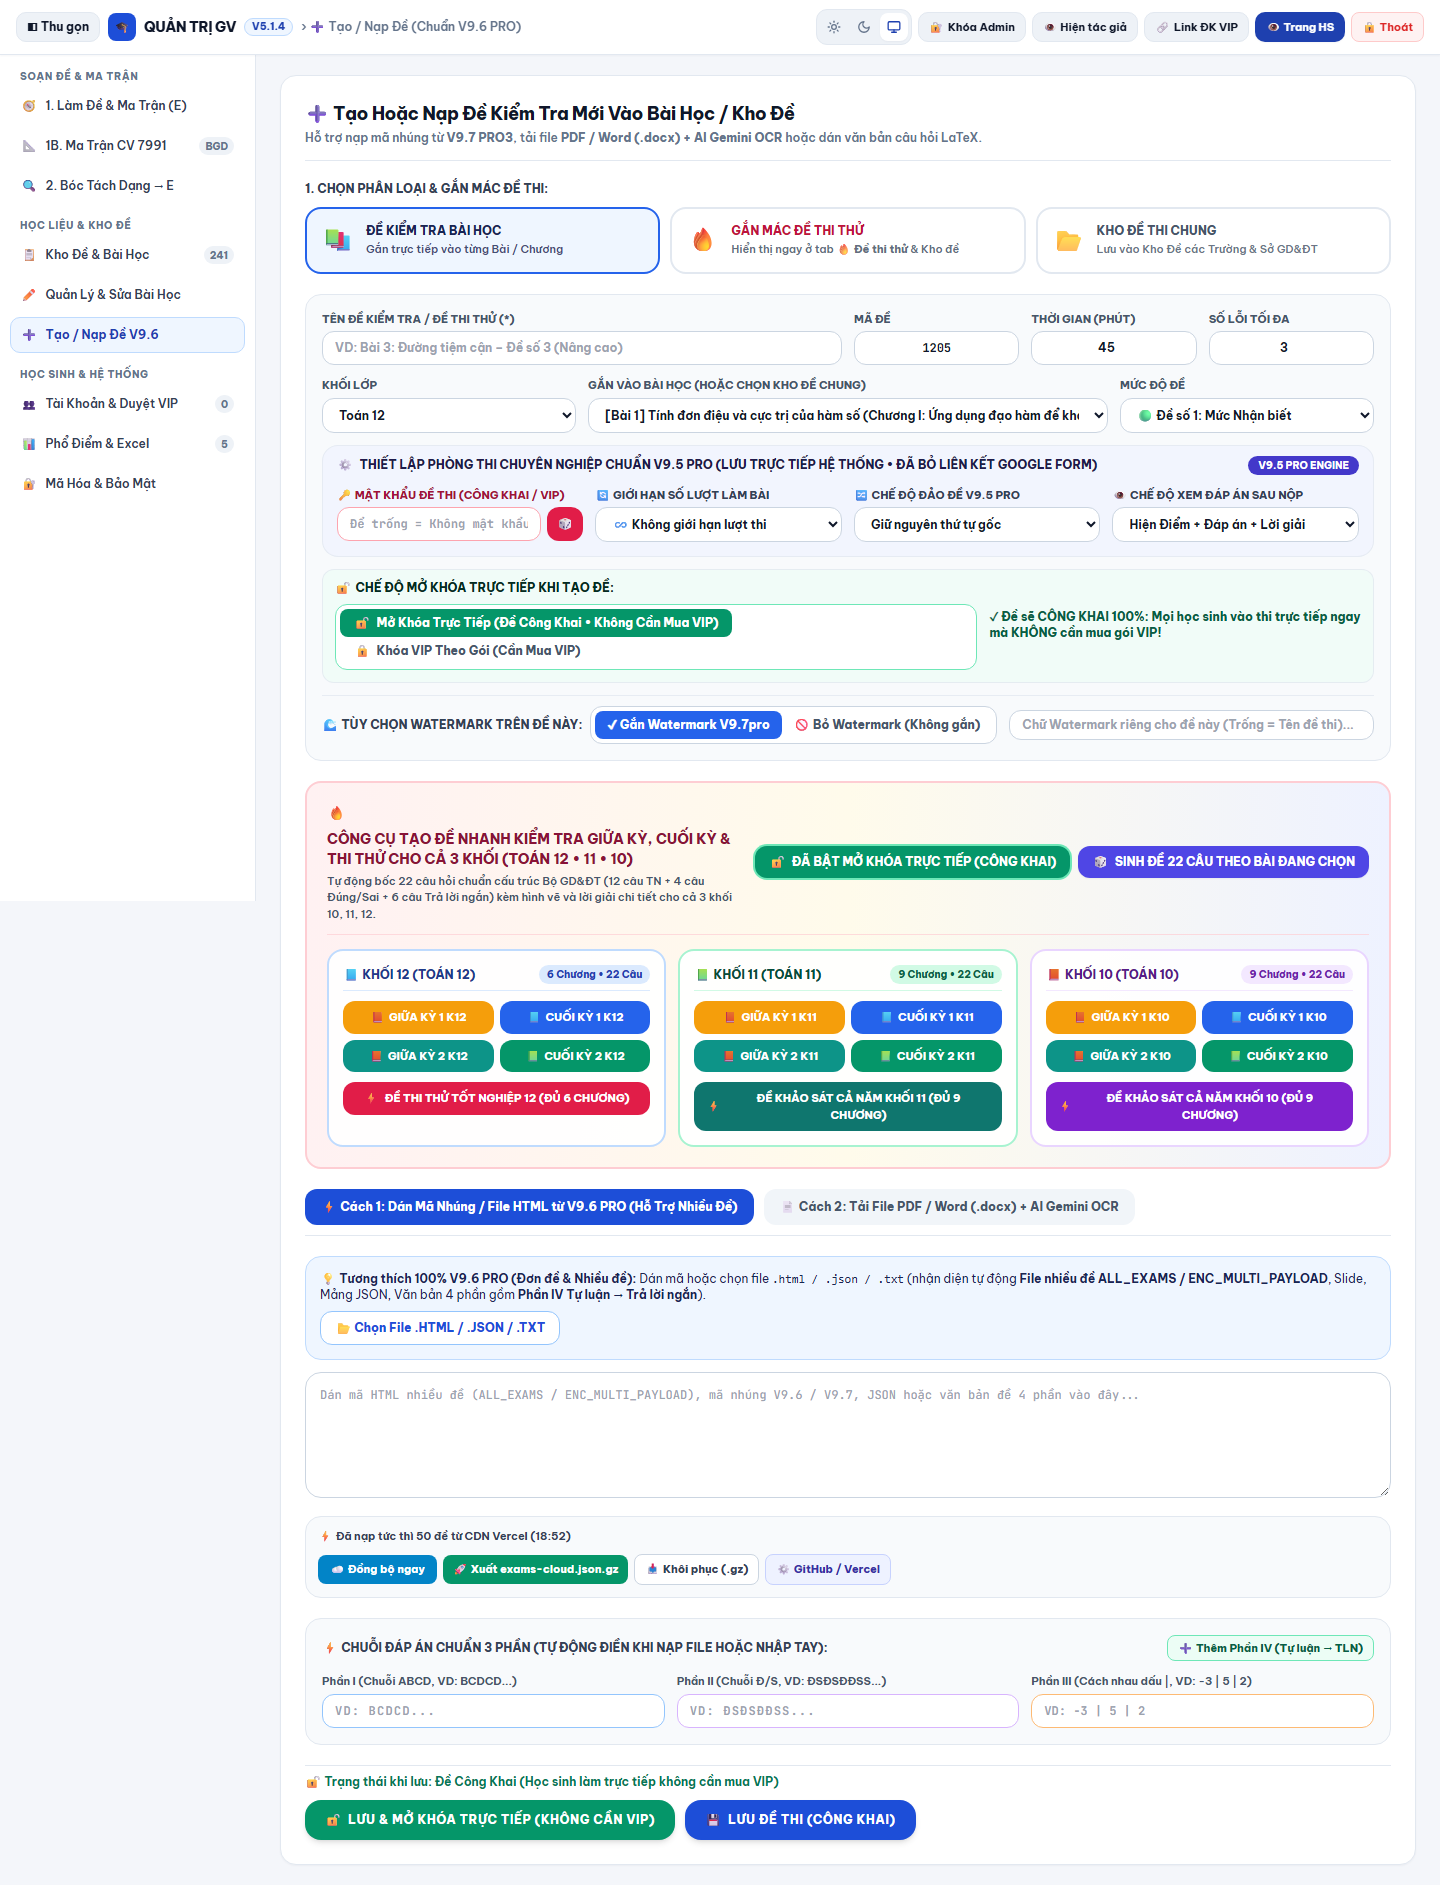 Thu gọn
QUẢN TRỊ GV V5.1.4 › Tạo / Nạp Đề (Chuẩn V9.6 PRO)
Khóa Admin
Hiện tác giả
Link ĐK VIP
Trang HS
Thoát
SOẠN ĐỀ & MA TRẬN
1. Làm Đề & Ma Trận (E)
1B. Ma Trận CV 7991 BGD
2. Bóc Tách Dạng → E
HỌC LIỆU & KHO ĐỀ
Kho Đề & Bài Học 241
Quản Lý & Sửa Bài Học
Tạo / Nạp Đề V9.6
HỌC SINH & HỆ THỐNG
Tài Khoản & Duyệt VIP 0
Phổ Điểm & Excel 5
Mã Hóa & Bảo Mật
Tạo Hoặc Nạp Đề Kiểm Tra Mới Vào Bài Học / Kho Đề
Hỗ trợ nạp mã nhúng từ V9.7 PRO3, tải file PDF / Word (.docx) + AI Gemini OCR hoặc dán văn bản câu hỏi LaTeX.
1. CHỌN PHÂN LOẠI & GẮN MÁC ĐỀ THI:
ĐỀ KIỂM TRA BÀI HỌC
Gắn trực tiếp vào từng Bài / Chương
GẮN MÁC ĐỀ THI THỬ
Hiển thị ngay ở tab Đề thi thử & Kho đề
KHO ĐỀ THI CHUNG
Lưu vào Kho Đề các Trường & Sở GD&ĐT
TÊN ĐỀ KIỂM TRA / ĐỀ THI THỬ (*)
VD: Bài 3: Đường tiệm cận – Đề số 3 (Nâng cao)
MÃ ĐỀ
1205
THỜI GIAN (PHÚT)
45
SỐ LỖI TỐI ĐA
3
KHỐI LỚP
Toán 12
GẮN VÀO BÀI HỌC (HOẶC CHỌN KHO ĐỀ CHUNG)
[Bài 1] Tính đơn điệu và cực trị của hàm số (Chương I: Ứng dụng đạo hàm để khả
MỨC ĐỘ ĐỀ
Đề số 1: Mức Nhận biết
THIẾT LẬP PHÒNG THI CHUYÊN NGHIỆP CHUẨN V9.5 PRO (LƯU TRỰC TIẾP HỆ THỐNG • ĐÃ BỎ LIÊN KẾT GOOGLE FORM)
V9.5 PRO ENGINE
MẬT KHẨU ĐỀ THI (CÔNG KHAI / VIP)
Để trống = Không mật khẩu
GIỚI HẠN SỐ LƯỢT LÀM BÀI
Không giới hạn lượt thi
CHẾ ĐỘ ĐẢO ĐỀ V9.5 PRO
Giữ nguyên thứ tự gốc
CHẾ ĐỘ XEM ĐÁP ÁN SAU NỘP
Hiện Điểm + Đáp án + Lời giải
CHẾ ĐỘ MỞ KHÓA TRỰC TIẾP KHI TẠO ĐỀ:
Mở Khóa Trực Tiếp (Đề Công Khai • Không Cần Mua VIP)
Khóa VIP Theo Gói (Cần Mua VIP)
✓ Đề sẽ CÔNG KHAI 100%: Mọi học sinh vào thi trực tiếp ngay
mà KHÔNG cần mua gói VIP!
TÙY CHỌN WATERMARK TRÊN ĐỀ NÀY:
✓ Gắn Watermark V9.7pro
Bỏ Watermark (Không gắn)
Chữ Watermark riêng cho đề này (Trống = Tên đề thi)...
CÔNG CỤ TẠO ĐỀ NHANH KIỂM TRA GIỮA KỲ, CUỐI KỲ &
THI THỬ CHO CẢ 3 KHỐI (TOÁN 12 • 11 • 10)
Tự động bốc 22 câu hỏi chuẩn cấu trúc Bộ GD&ĐT (12 câu TN + 4 câu
Đúng/Sai + 6 câu Trả lời ngắn) kèm hình vẽ và lời giải chi tiết cho cả 3 khối
10, 11, 12.
ĐÃ BẬT MỞ KHÓA TRỰC TIẾP (CÔNG KHAI)
SINH ĐỀ 22 CÂU THEO BÀI ĐANG CHỌN
KHỐI 12 (TOÁN 12)
6 Chương • 22 Câu
GIỮA KỲ 1 K12
CUỐI KỲ 1 K12
GIỮA KỲ 2 K12
CUỐI KỲ 2 K12
ĐỀ THI THỬ TỐT NGHIỆP 12 (ĐỦ 6 CHƯƠNG)
KHỐI 11 (TOÁN 11)
9 Chương • 22 Câu
GIỮA KỲ 1 K11
CUỐI KỲ 1 K11
GIỮA KỲ 2 K11
CUỐI KỲ 2 K11
ĐỀ KHẢO SÁT CẢ NĂM KHỐI 11 (ĐỦ 9
CHƯƠNG)
KHỐI 10 (TOÁN 10)
9 Chương • 22 Câu
GIỮA KỲ 1 K10
CUỐI KỲ 1 K10
GIỮA KỲ 2 K10
CUỐI KỲ 2 K10
ĐỀ KHẢO SÁT CẢ NĂM KHỐI 10 (ĐỦ 9
CHƯƠNG)
Cách 1: Dán Mã Nhúng / File HTML từ V9.6 PRO (Hỗ Trợ Nhiều Đề)
Cách 2: Tải File PDF / Word (.docx) + AI Gemini OCR
Tương thích 100% V9.6 PRO (Đơn đề & Nhiều đề): Dán mã hoặc chọn file .html / .json / .txt (nhận diện tự động File nhiều đề ALL_EXAMS / ENC_MULTI_PAYLOAD, Slide,
Mảng JSON, Văn bản 4 phần gồm Phần IV Tự luận → Trả lời ngắn).
Chọn File .HTML / .JSON / .TXT
Dán mã HTML nhiều đề (ALL_EXAMS / ENC_MULTI_PAYLOAD), mã nhúng V9.6 / V9.7, JSON hoặc văn bản đề 4 phần vào đây...
Đã nạp tức thì 50 đề từ CDN Vercel (18:52)
Đồng bộ ngay
Xuất exams-cloud.json.gz
Khôi phục (.gz)
GitHub / Vercel
CHUỖI ĐÁP ÁN CHUẨN 3 PHẦN (TỰ ĐỘNG ĐIỀN KHI NẠP FILE HOẶC NHẬP TAY):
Thêm Phần IV (Tự luận → TLN)
Phần I (Chuỗi ABCD, VD: BCDCD...)
VD: BCDCD...
Phần II (Chuỗi Đ/S, VD: ĐSĐSĐĐSS...)
VD: ĐSĐSĐĐSS...
Phần III (Cách nhau dấu |, VD: -3 | 5 | 2)
VD: -3 | 5 | 2
Trạng thái khi lưu: Đề Công Khai (Học sinh làm trực tiếp không cần mua VIP)
LƯU & MỞ KHÓA TRỰC TIẾP (KHÔNG CẦN VIP)
LƯU ĐỀ THI (CÔNG KHAI)